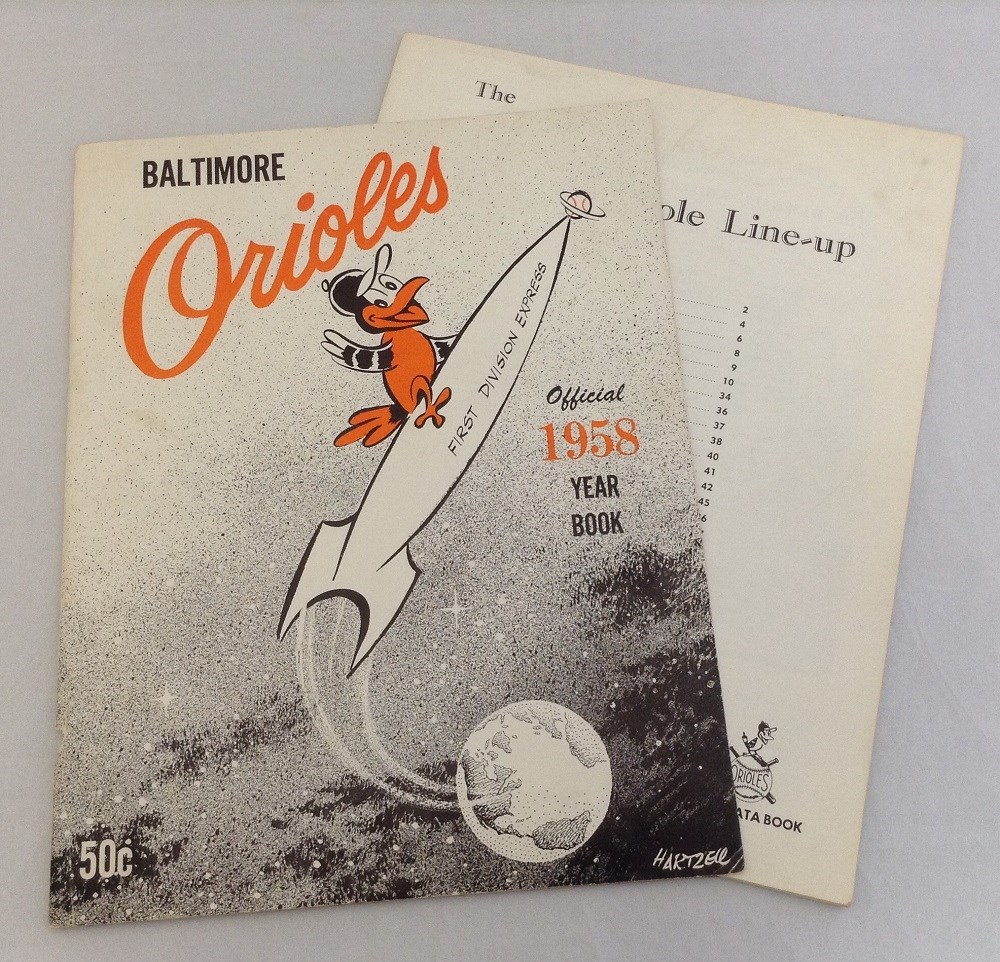 BALTIMORE
Orioles
FIRST DIVISION EXPRESS
Official
1958
YEAR
BOOK
50¢
HARTZELL
The
ole Line-up
2
4
6
8
9
10
34
36
37
38
40
41
42
45
6
ORIOLES
ATA BOOK